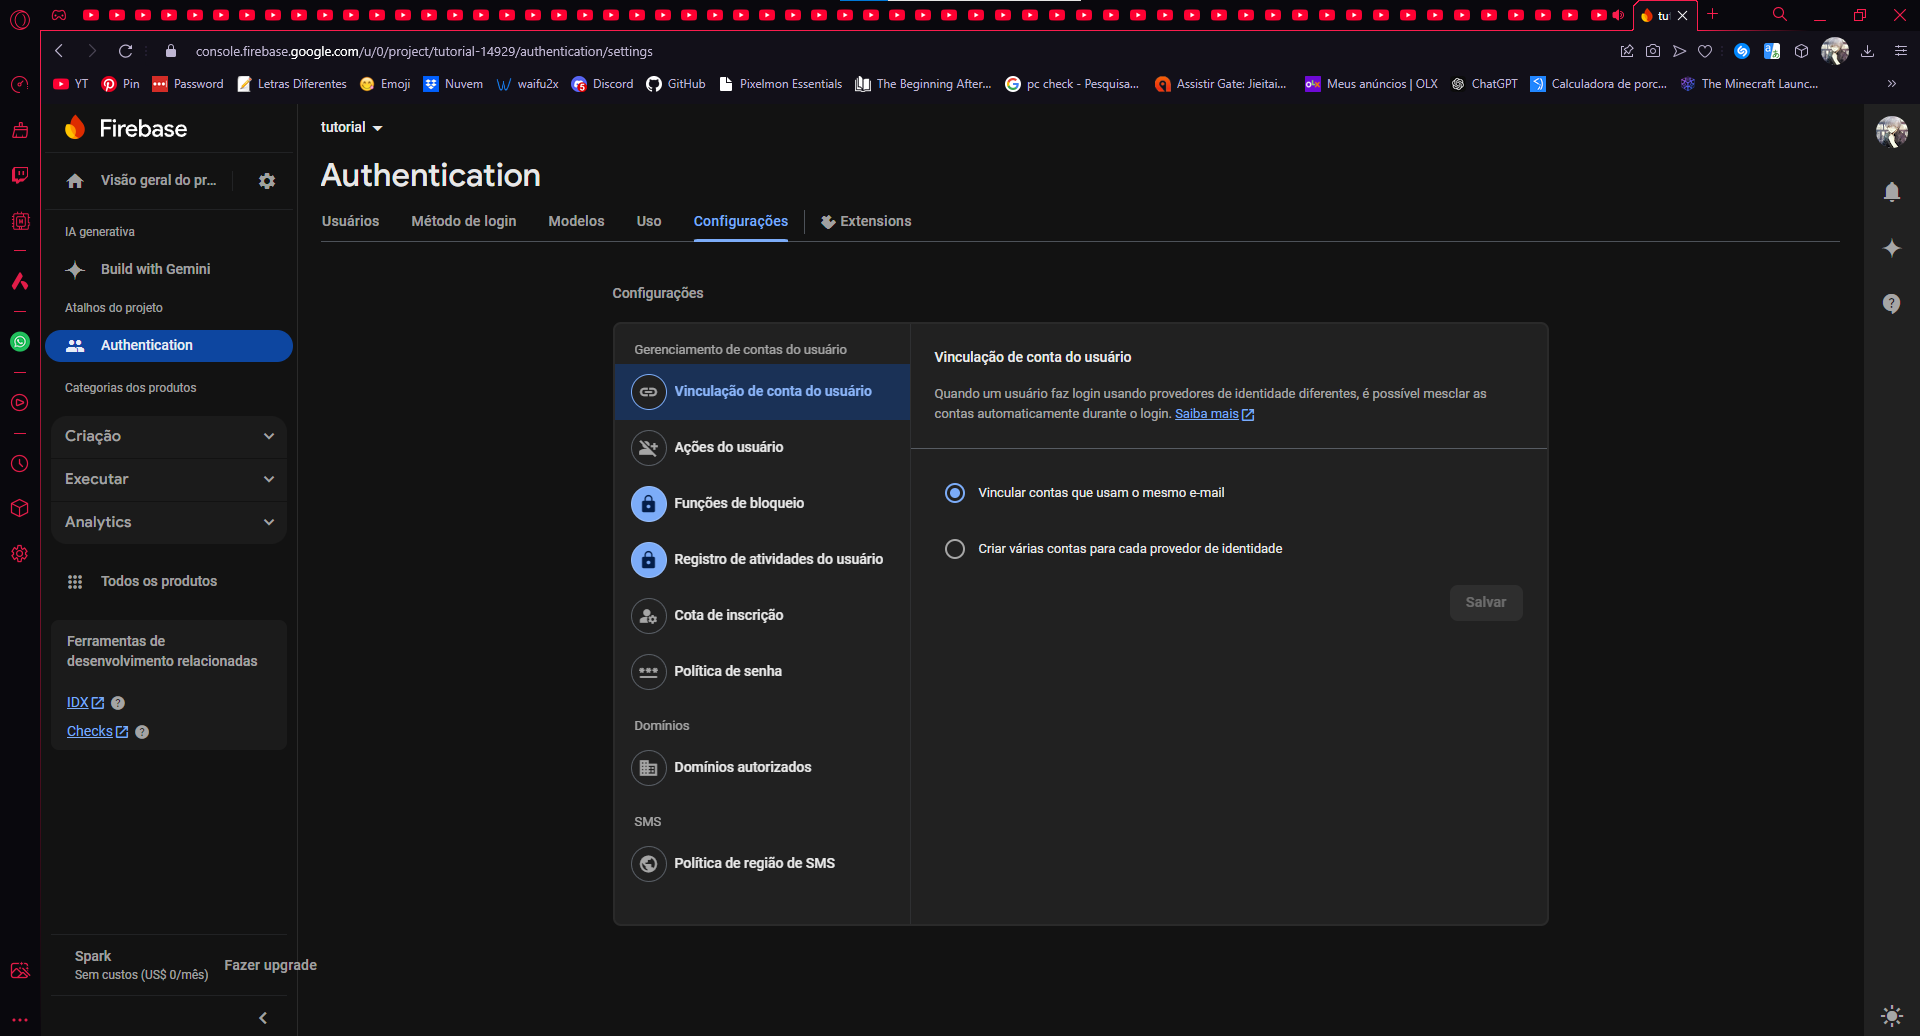 tu
console.firebase.google.com/u/0/project/tutorial-14929/authentication/settings
YT
Pin
Password
Letras Diferentes
Emoji
Nuvem
waifu2x
Discord
GitHub
Pixelmon Essentials
The Beginning After...
pc check - Pesquisa...
Assistir Gate: Jieitai...
Meus anúncios | OLX
ChatGPT
Calculadora de porc...
The Minecraft Launc...
Firebase
Visão geral do pr...
IA generativa
Build with Gemini
Atalhos do projeto
Authentication
Categorias dos produtos
Criação
Executar
Analytics
Todos os produtos
Ferramentas de
desenvolvimento relacionadas
IDX
Checks
Spark
Sem custos (US$ 0/mês)
Fazer upgrade
tutorial
Authentication
Usuários
Método de login
Modelos
Uso
Configurações
Extensions
Configurações
Gerenciamento de contas do usuário
Vinculação de conta do usuário
Ações do usuário
Funções de bloqueio
Registro de atividades do usuário
Cota de inscrição
Política de senha
Domínios
Domínios autorizados
SMS
Política de região de SMS
Vinculação de conta do usuário
Quando um usuário faz login usando provedores de identidade diferentes, é possível mesclar as
contas automaticamente durante o login. Saiba mais
Vincular contas que usam o mesmo e-mail
Criar várias contas para cada provedor de identidade
Salvar